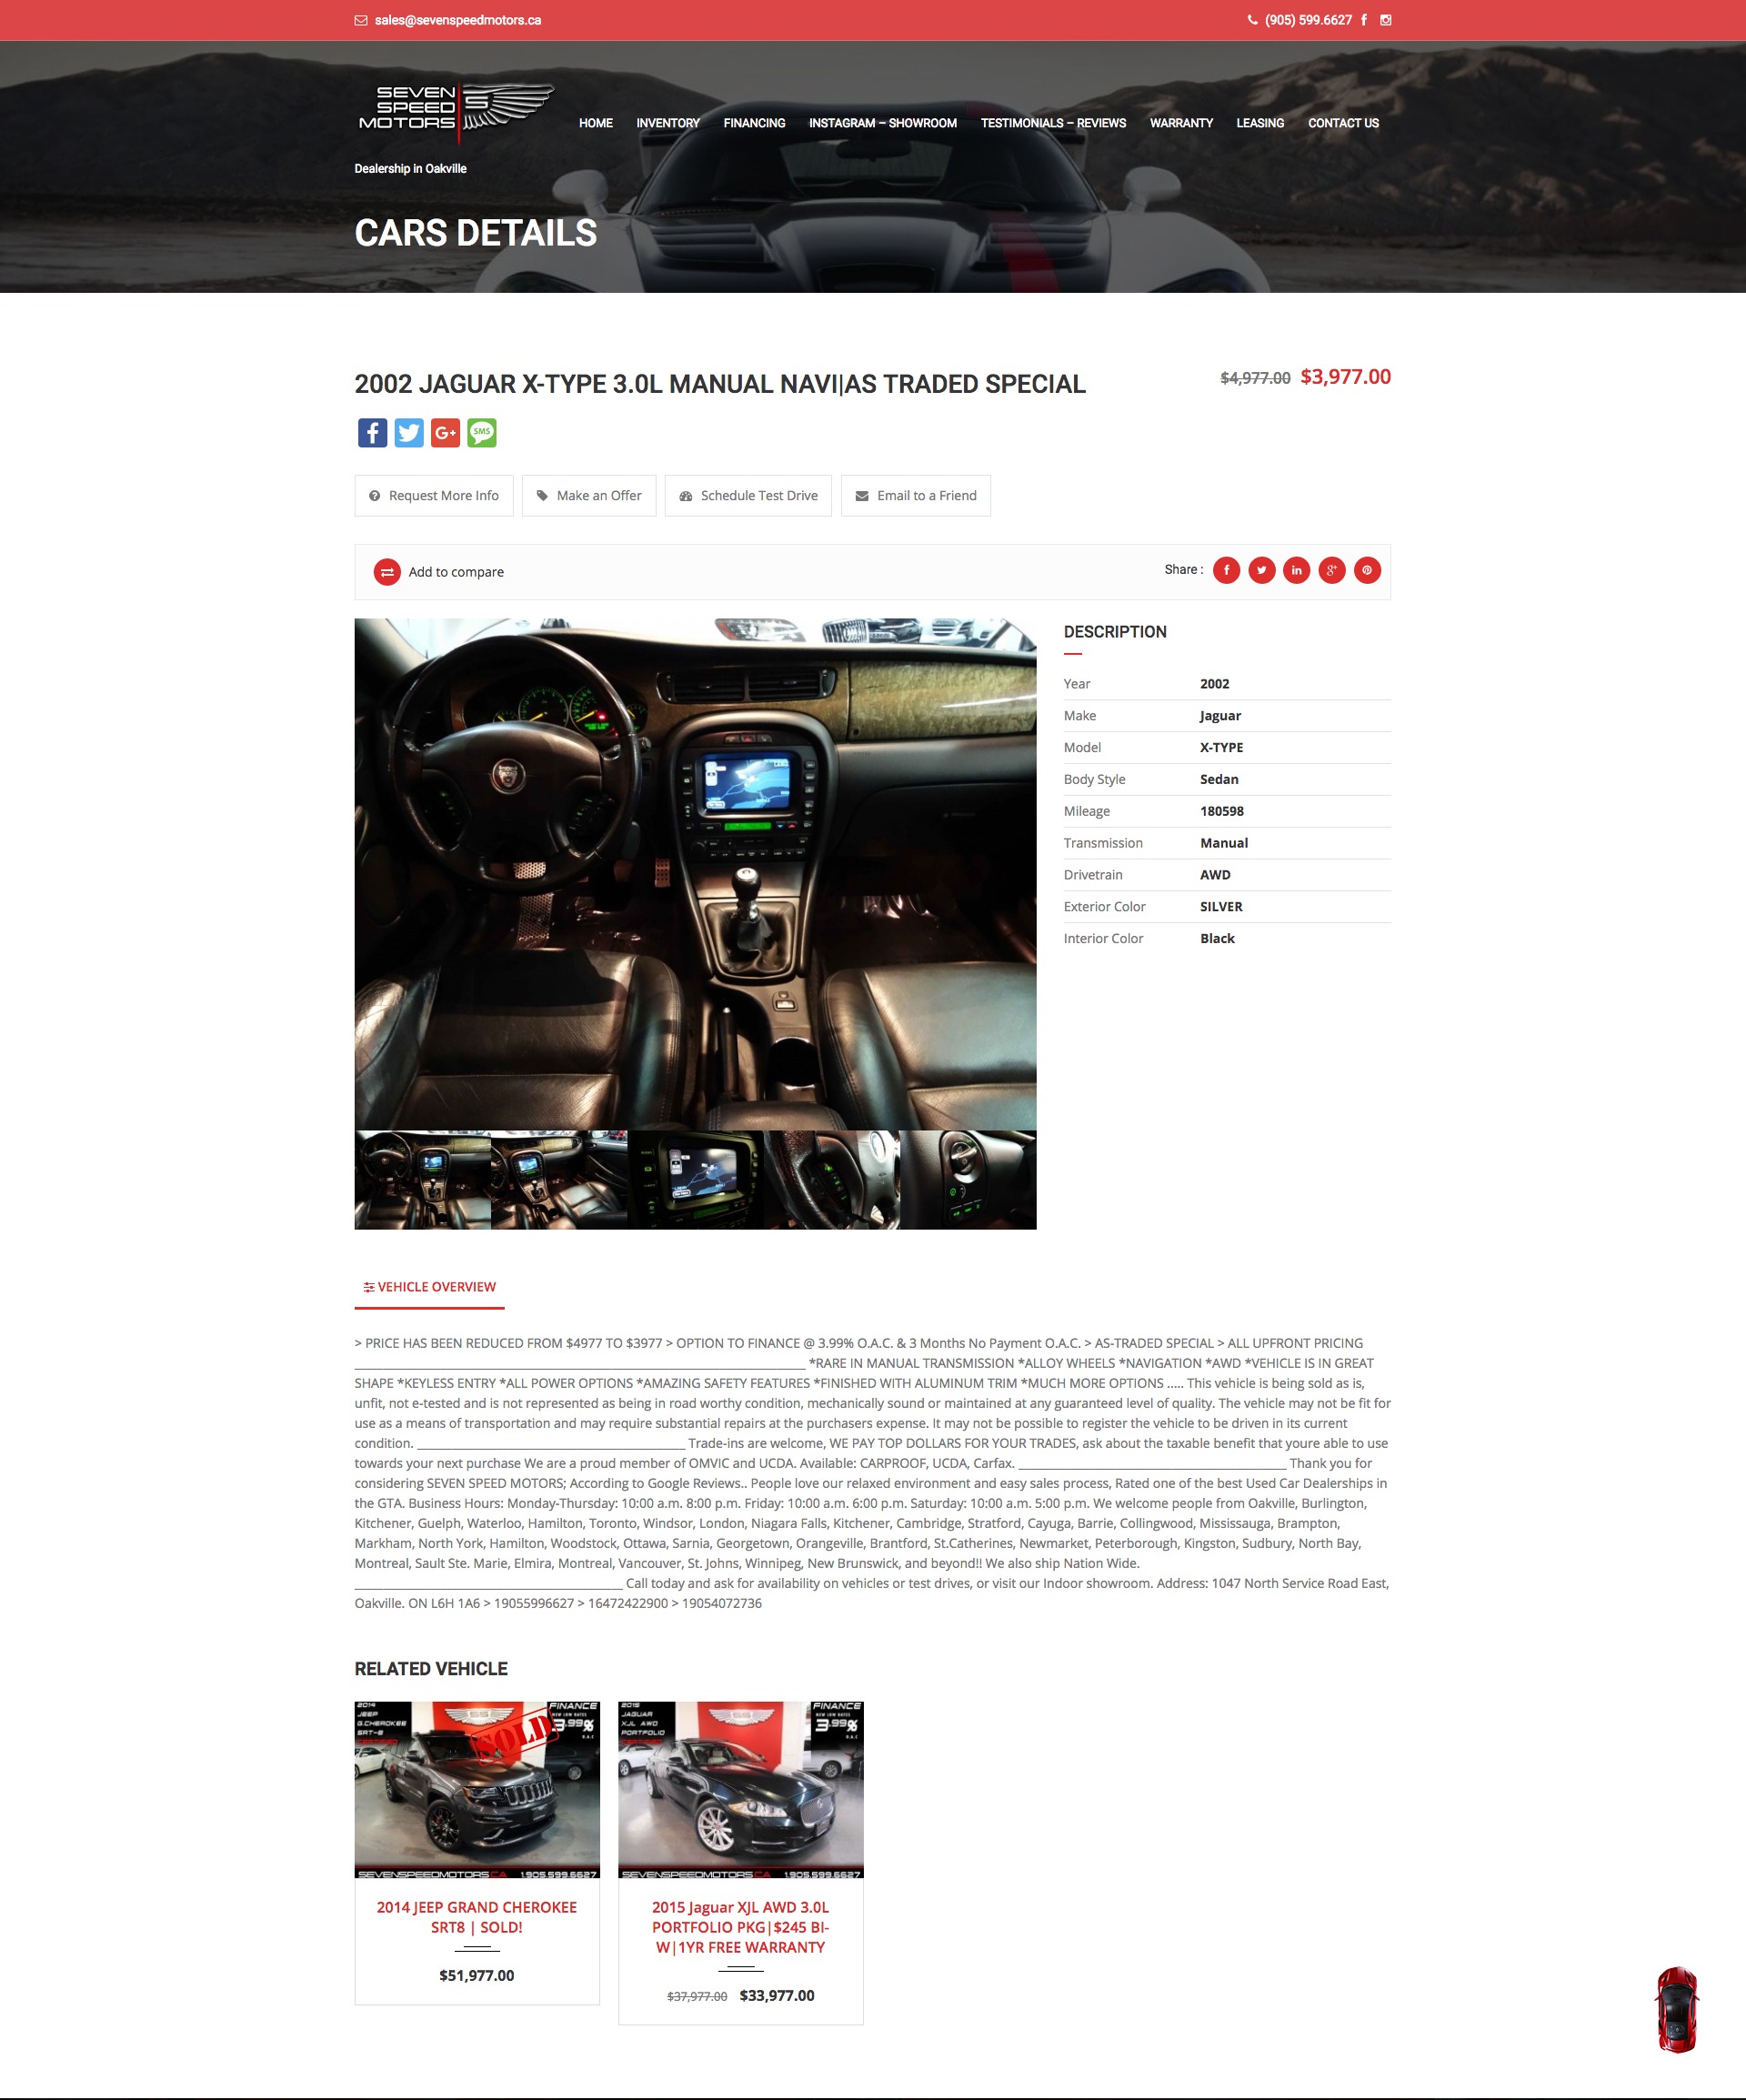 sales@sevenspeedmotors.ca
(905) 599.6627
SEVEN
SPEED
MOTORS
S
HOME
INVENTORY
FINANCING
INSTAGRAM – SHOWROOM
TESTIMONIALS – REVIEWS
WARRANTY
LEASING
CONTACT US
Dealership in Oakville
CARS DETAILS
2002 JAGUAR X-TYPE 3.0L MANUAL NAVI|AS TRADED SPECIAL
$4,977.00 $3,977.00
SMS
Request More Info
Make an Offer
Schedule Test Drive
Email to a Friend
Add to compare
Share :
DESCRIPTION
Year 2002
Make Jaguar
Model X-TYPE
Body Style Sedan
Mileage 180598
Transmission Manual
Drivetrain AWD
Exterior Color SILVER
Interior Color Black
VEHICLE OVERVIEW
> PRICE HAS BEEN REDUCED FROM $4977 TO $3977 > OPTION TO FINANCE @ 3.99% O.A.C. & 3 Months No Payment O.A.C. > AS-TRADED SPECIAL > ALL UPFRONT PRICING
*RARE IN MANUAL TRANSMISSION *ALLOY WHEELS *NAVIGATION *AWD *VEHICLE IS IN GREAT
SHAPE *KEYLESS ENTRY *ALL POWER OPTIONS *AMAZING SAFETY FEATURES *FINISHED WITH ALUMINUM TRIM *MUCH MORE OPTIONS ..... This vehicle is being sold as is,
unfit, not e-tested and is not represented as being in road worthy condition, mechanically sound or maintained at any guaranteed level of quality. The vehicle may not be fit for
use as a means of transportation and may require substantial repairs at the purchasers expense. It may not be possible to register the vehicle to be driven in its current
condition. ______ Trade-ins are welcome, WE PAY TOP DOLLARS FOR YOUR TRADES, ask about the taxable benefit that youre able to use
towards your next purchase We are a proud member of OMVIC and UCDA. Available: CARPROOF, UCDA, Carfax. ______ Thank you for
considering SEVEN SPEED MOTORS; According to Google Reviews.. People love our relaxed environment and easy sales process, Rated one of the best Used Car Dealerships in
the GTA. Business Hours: Monday-Thursday: 10:00 a.m. 8:00 p.m. Friday: 10:00 a.m. 6:00 p.m. Saturday: 10:00 a.m. 5:00 p.m. We welcome people from Oakville, Burlington,
Kitchener, Guelph, Waterloo, Hamilton, Toronto, Windsor, London, Niagara Falls, Kitchener, Cambridge, Stratford, Cayuga, Barrie, Collingwood, Mississauga, Brampton,
Markham, North York, Hamilton, Woodstock, Ottawa, Sarnia, Georgetown, Orangeville, Brantford, St.Catherines, Newmarket, Peterborough, Kingston, Sudbury, North Bay,
Montreal, Sault Ste. Marie, Elmira, Montreal, Vancouver, St. Johns, Winnipeg, New Brunswick, and beyond!! We also ship Nation Wide.
______ Call today and ask for availability on vehicles or test drives, or visit our Indoor showroom. Address: 1047 North Service Road East,
Oakville. ON L6H 1A6 > 19055996627 > 16472422900 > 19054072736
RELATED VEHICLE
2014
JEEP
G.CHEROKEE
SRT-8
SOLD
FINANCE
NEW LOW RATES
3.99%
O.A.C
SEVENSPEEDMOTORS.CA 1.905.599.6627
2014 JEEP GRAND CHEROKEE
SRT8 | SOLD!
$51,977.00
2015
JAGUAR
XJL AWD
PORTFOLIO
FINANCE
NEW LOW RATES
3.99%
O.A.C
SEVENSPEEDMOTORS.CA 1.905.599.6627
2015 Jaguar XJL AWD 3.0L
PORTFOLIO PKG|$245 BI-
W|1YR FREE WARRANTY
$37,977.00 $33,977.00